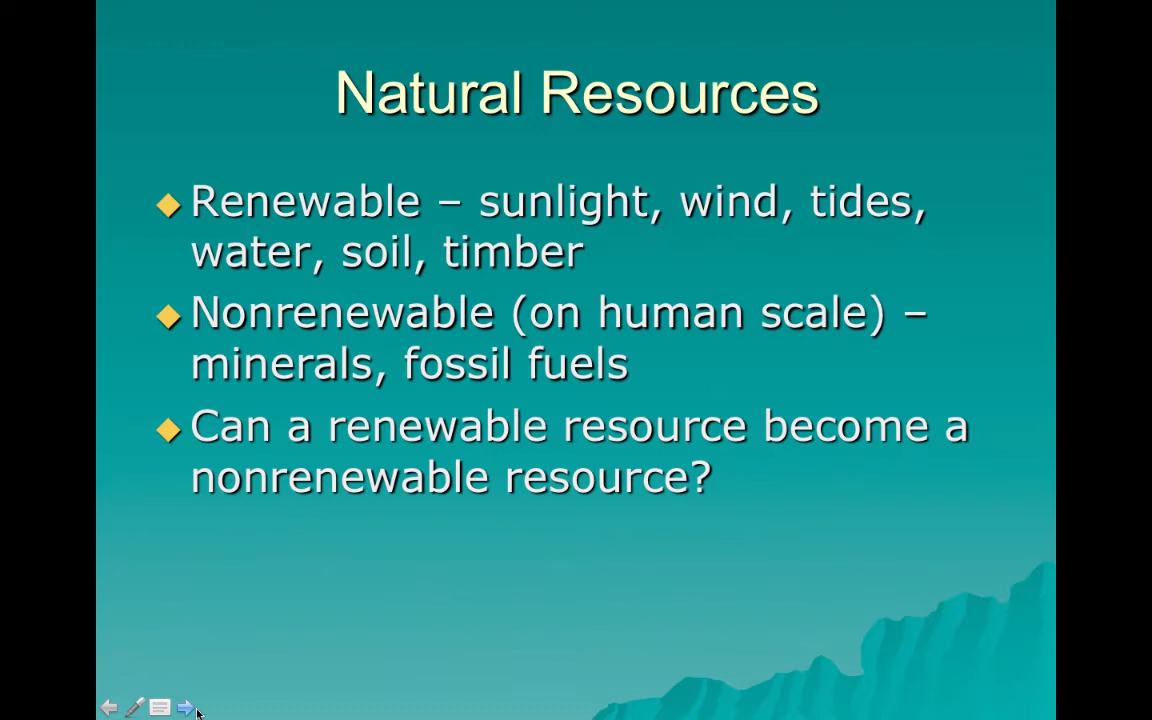 Natural Resources
Renewable – sunlight, wind, tides,
water, soil, timber
Nonrenewable (on human scale) –
minerals, fossil fuels
Can a renewable resource become a
nonrenewable resource?